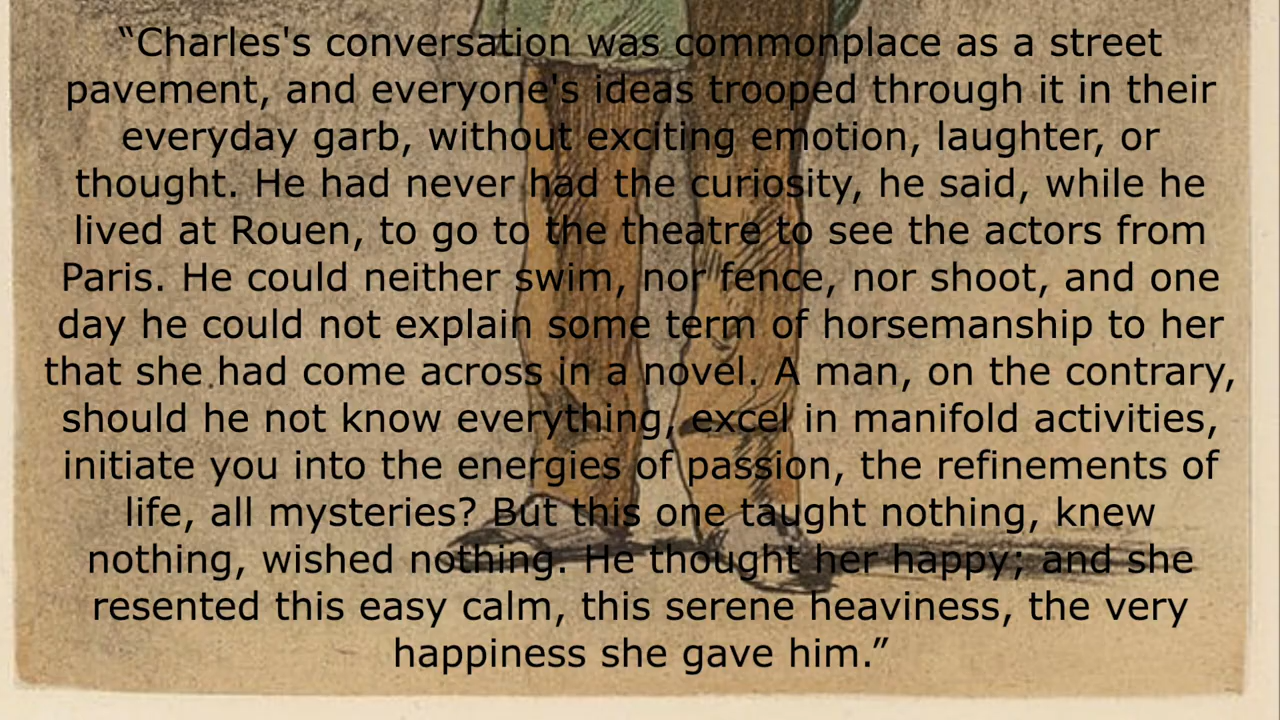 “Charles's conversation was commonplace as a street
pavement, and everyone's ideas trooped through it in their
everyday garb, without exciting emotion, laughter, or
thought. He had never had the curiosity, he said, while he
lived at Rouen, to go to the theatre to see the actors from
Paris. He could neither swim, nor fence, nor shoot, and one
day he could not explain some term of horsemanship to her
that she had come across in a novel. A man, on the contrary,
should he not know everything, excel in manifold activities,
initiate you into the energies of passion, the refinements of
life, all mysteries? But this one taught nothing, knew
nothing, wished nothing. He thought her happy; and she
resented this easy calm, this serene heaviness, the very
happiness she gave him.”